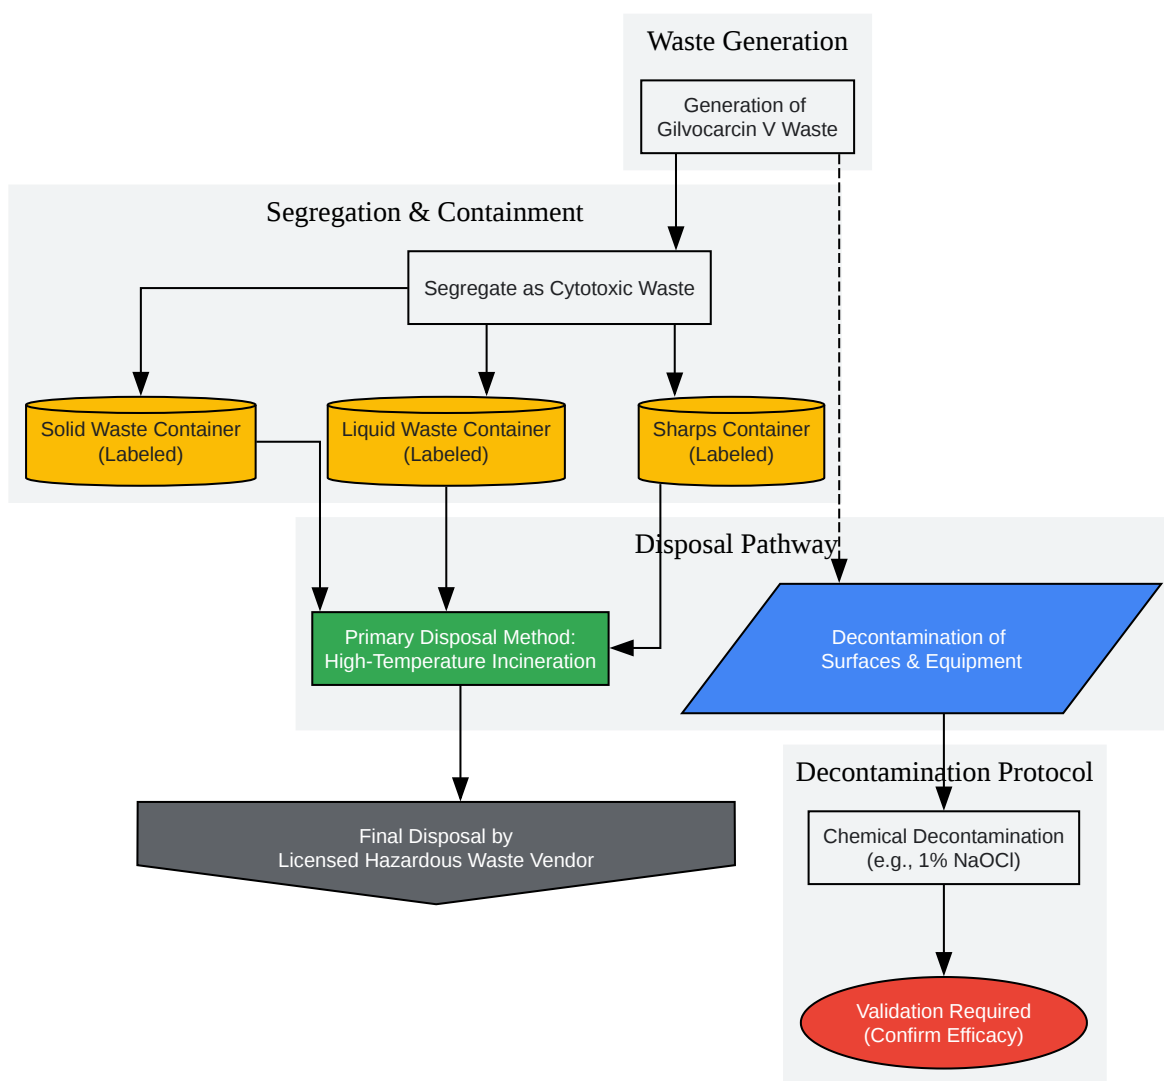 Waste Generation
Generation of
Gilvocarcin V Waste
Segregation & Containment
Segregate as Cytotoxic Waste
Solid Waste Container
(Labeled)
Liquid Waste Container
(Labeled)
Sharps Container
(Labeled)
Disposal Pathway
Primary Disposal Method:
High-Temperature Incineration
Decontamination of
Surfaces & Equipment
Decontamination Protocol
Final Disposal by
Licensed Hazardous Waste Vendor
Chemical Decontamination
(e.g., 1% NaOCl)
Validation Required
(Confirm Efficacy)